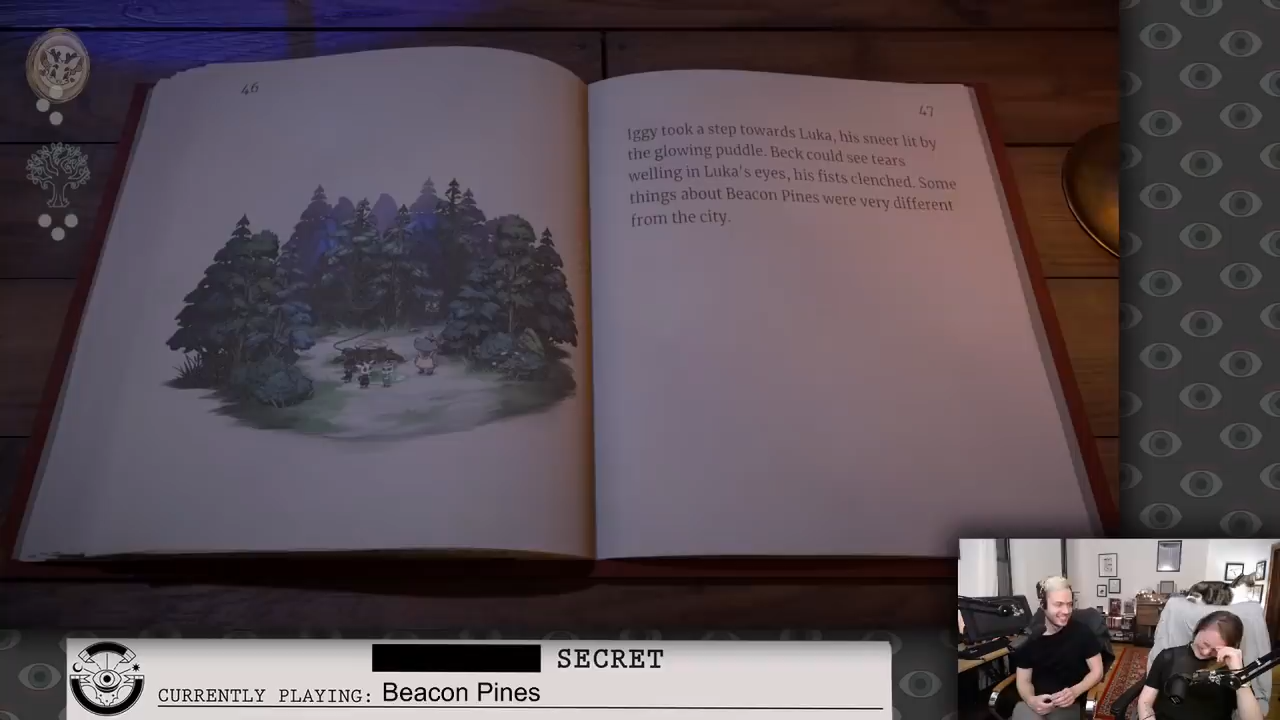 46
47
Iggy took a step towards Luka, his sneer lit by
the glowing puddle. Beck could see tears
welling in Luka's eyes, his fists clenched. Some
things about Beacon Pines were very different
from the city.
SECRET
CURRENTLY PLAYING: Beacon Pines